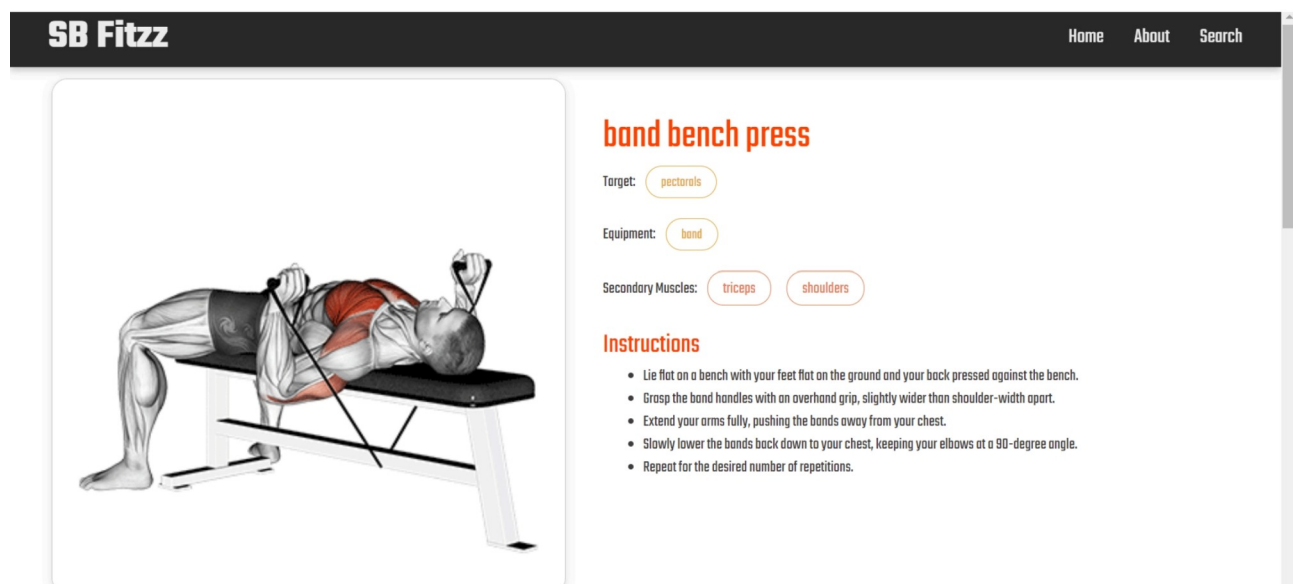 SB Fitzz
Home About Search
band bench press
Target: pectorals
Equipment: band
Secondary Muscles: triceps shoulders
Instructions
Lie flat on a bench with your feet flat on the ground and your back pressed against the bench.
Grasp the band handles with an overhand grip, slightly wider than shoulder-width apart.
Extend your arms fully, pushing the bands away from your chest.
Slowly lower the bands back down to your chest, keeping your elbows at a 90-degree angle.
Repeat for the desired number of repetitions.